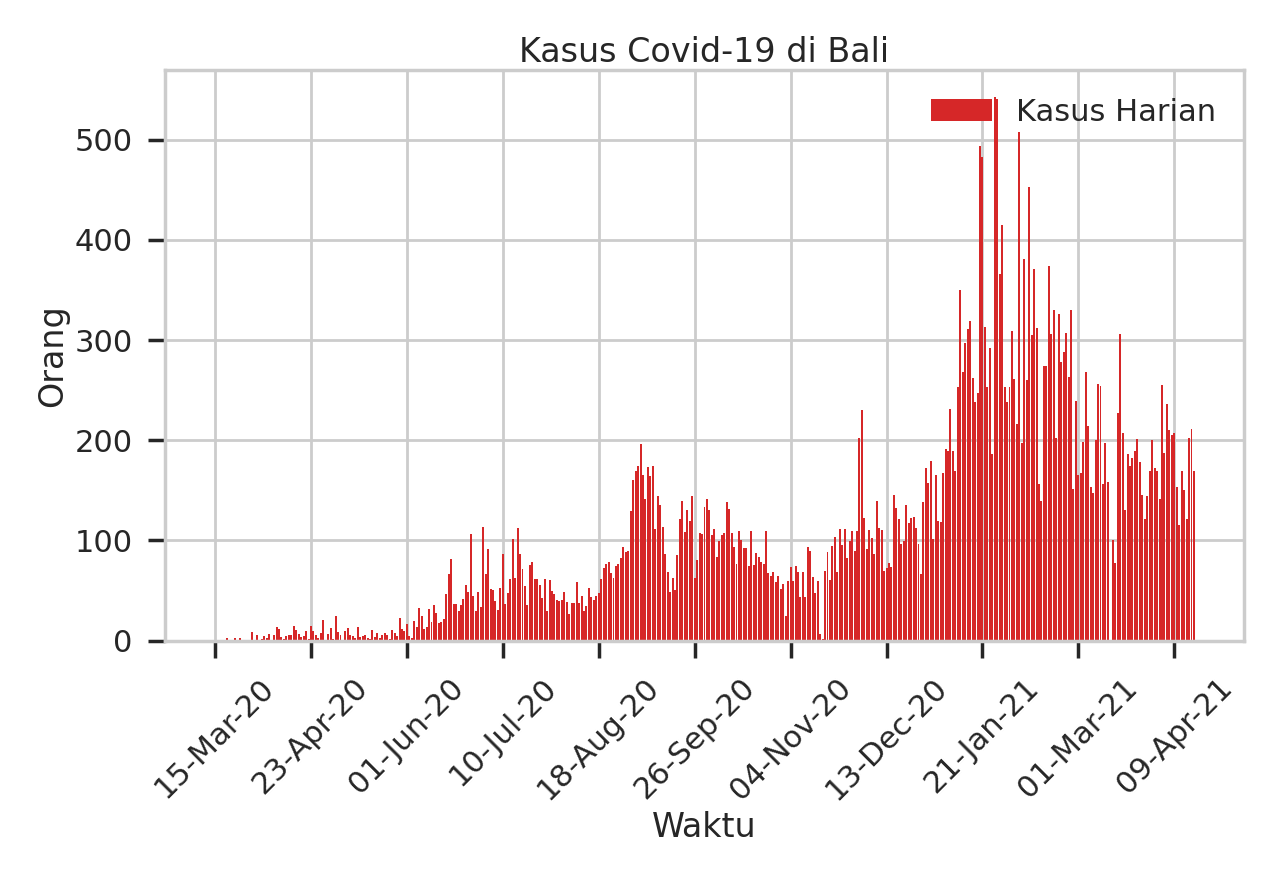 Kasus Covid-19 di Bali
Kasus Harian
500
400
300
200
100
0
Orang
15-Mar-20
23-Apr-20
01-Jun-20
10-Jul-20
18-Aug-20
26-Sep-20
04-Nov-20
13-Dec-20
21-Jan-21
01-Mar-21
09-Apr-21
Waktu